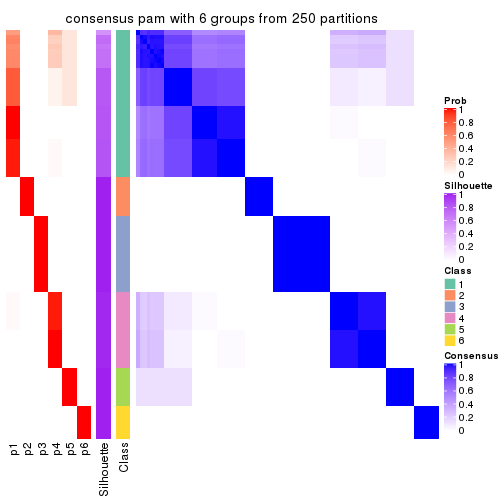 consensus pam with 6 groups from 250 partitions
Prob
1
0.8
0.6
0.4
0.2
0
Silhouette
1
0.8
0.6
0.4
0.2
0
Class
1
2
3
4
5
6
Consensus
1
0.8
0.6
0.4
0.2
0
p1
p2
p3
p4
p5
p6
Silhouette
Class